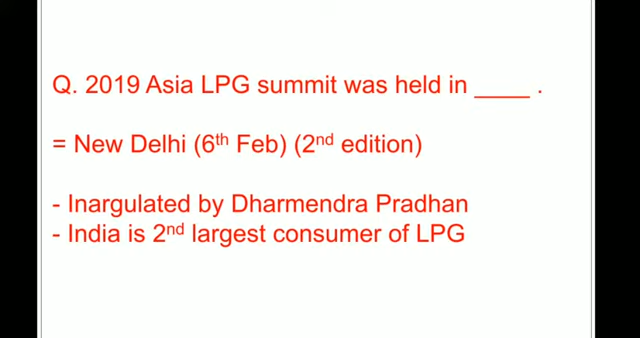 Q. 2019 Asia LPG summit was held in ____ .
= New Delhi (6th Feb) (2nd edition)
- Inargulated by Dharmendra Pradhan
- India is 2nd largest consumer of LPG